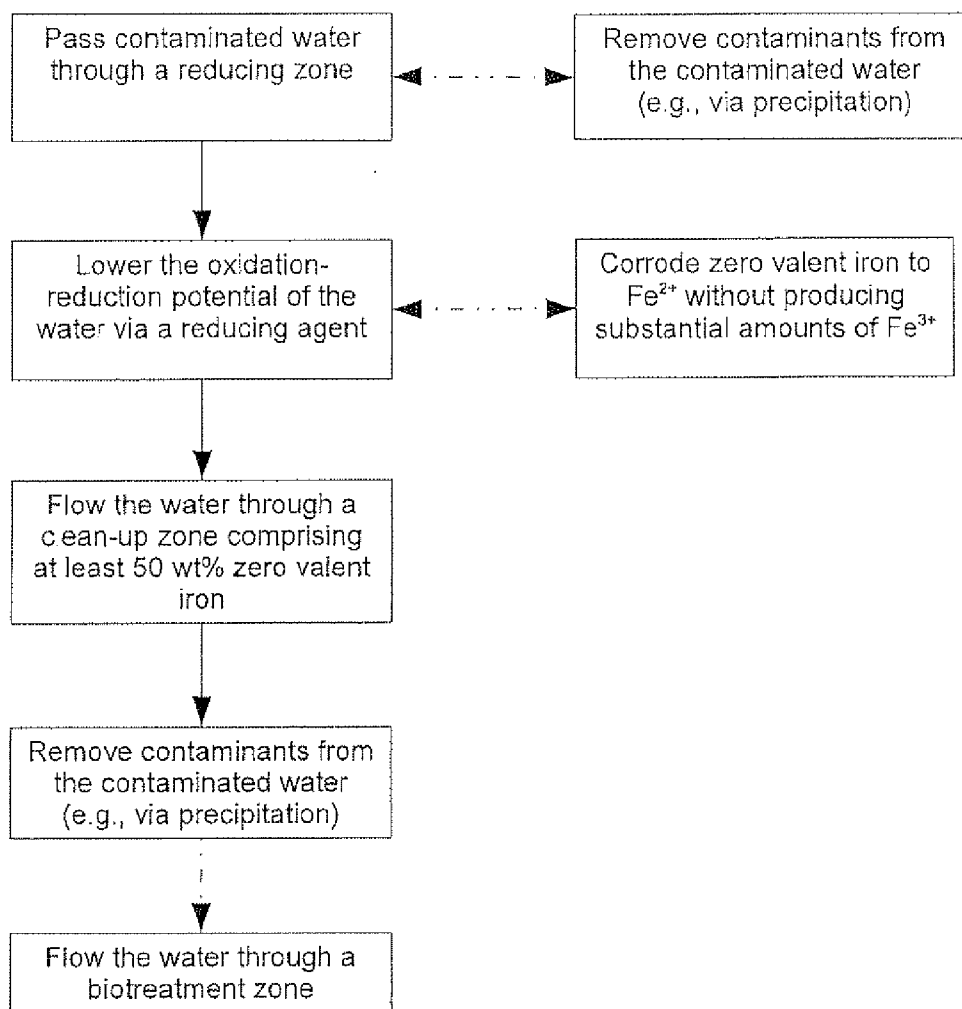 Pass contaminated water
through a reducing zone
Remove contaminants from
the contaminated water
(e.g., via precipitation)
Lower the oxidation-
reduction potential of the
water via a reducing agent
Corrode zero valent iron to
Fe²⁺ without producing
substantial amounts of Fe³⁺
Flow the water through a
clean-up zone comprising
at least 50 wt% zero valent
iron
Remove contaminants from
the contaminated water
(e.g., via precipitation)
Flow the water through a
biotreatment zone